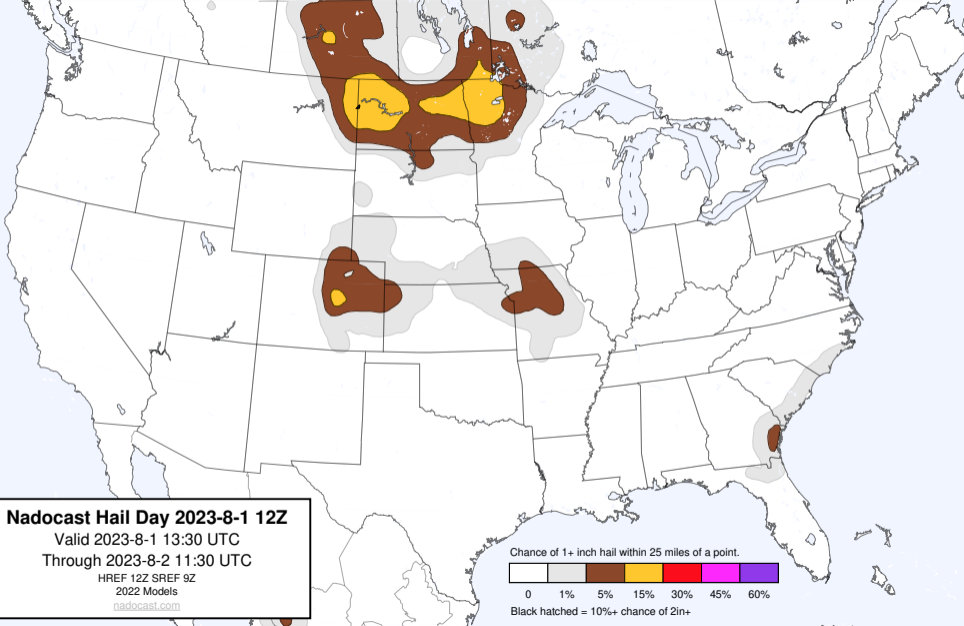 Nadocast Hail Day 2023-8-1 12Z
Valid 2023-8-1 13:30 UTC
Through 2023-8-2 11:30 UTC
HREF 12Z SREF 9Z
2022 Models
nadocast.com
Chance of 1+ inch hail within 25 miles of a point.
0 1% 5% 15% 30% 45% 60%
Black hatched = 10%+ chance of 2in+